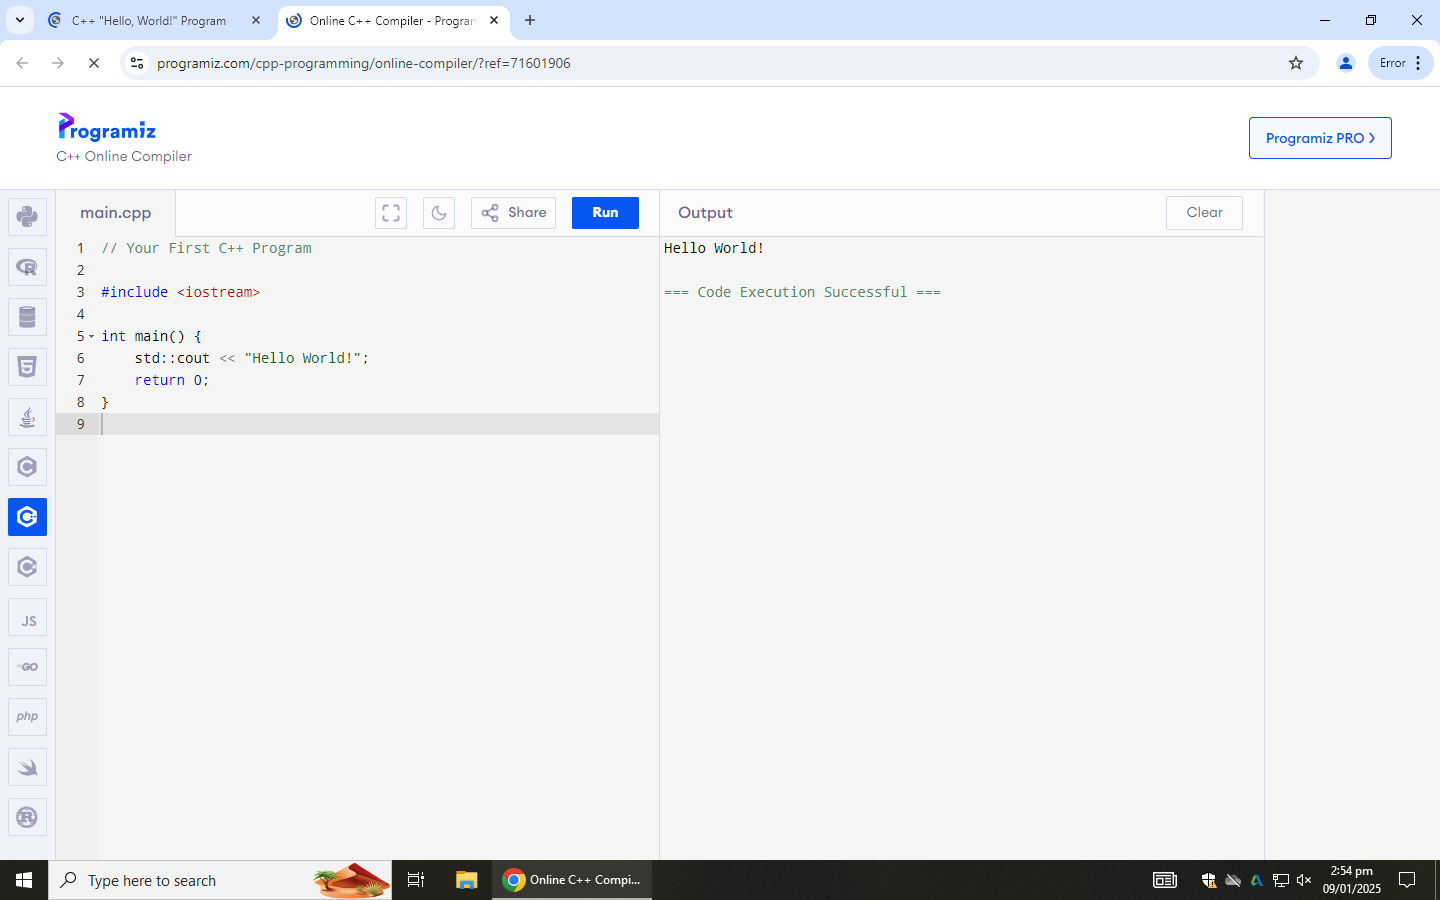 C++ "Hello, World!" Program
Online C++ Compiler - Program
programiz.com/cpp-programming/online-compiler/?ref=71601906
Error
Programiz
C++ Online Compiler
Programiz PRO
main.cpp
Share
Run
Output
Clear
1 // Your First C++ Program
2
3 #include <iostream>
4
5 int main() {
6 std::cout << "Hello World!";
7 return 0;
8 }
9
Hello World!
=== Code Execution Successful ===
R
C
JS
GO
php
R
Type here to search
Online C++ Compi...
2:54 pm
09/01/2025